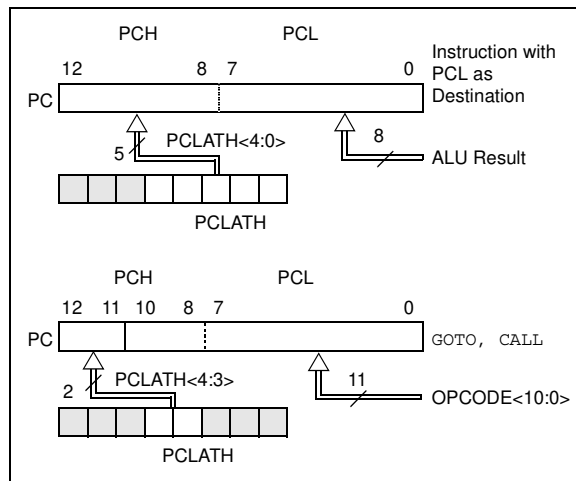 PCH PCL
12 8 7 0
Instruction with
PCL as
Destination
PC
5 PCLATH<4:0>
8
ALU Result
PCLATH
PCH PCL
12 11 10 8 7 0
PC
GOTO, CALL
2 PCLATH<4:3>
11
OPCODE<10:0>
PCLATH